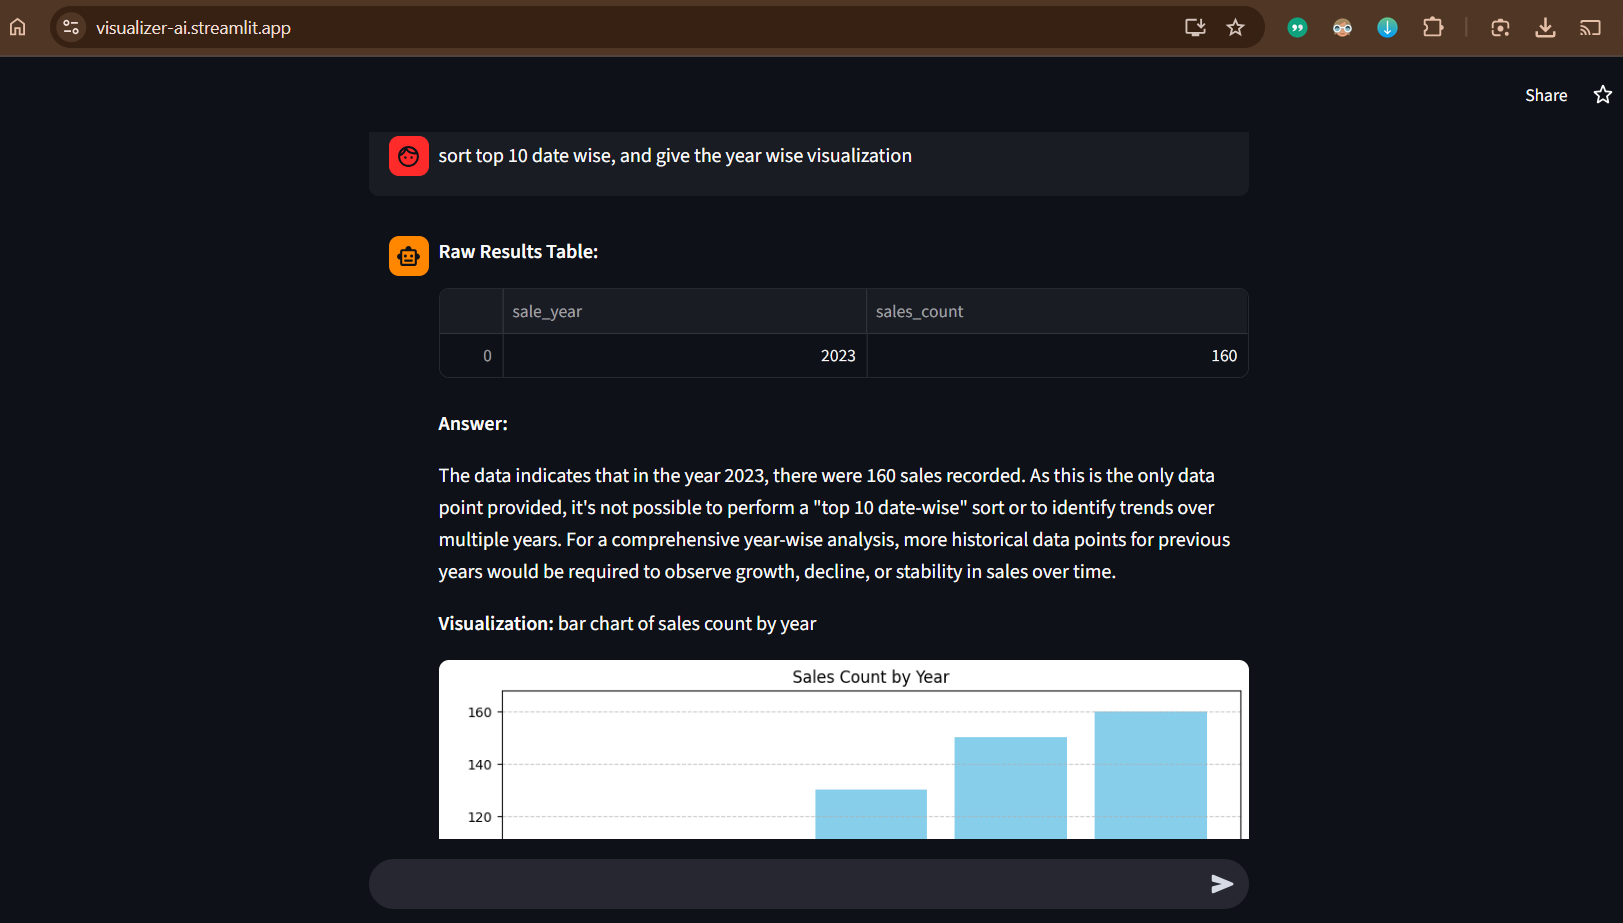 visualizer-ai.streamlit.app
Share
sort top 10 date wise, and give the year wise visualization
Raw Results Table:
sale_year sales_count
0 2023 160
Answer:
The data indicates that in the year 2023, there were 160 sales recorded. As this is the only data
point provided, it's not possible to perform a "top 10 date-wise" sort or to identify trends over
multiple years. For a comprehensive year-wise analysis, more historical data points for previous
years would be required to observe growth, decline, or stability in sales over time.
Visualization: bar chart of sales count by year
Sales Count by Year
160
140
120